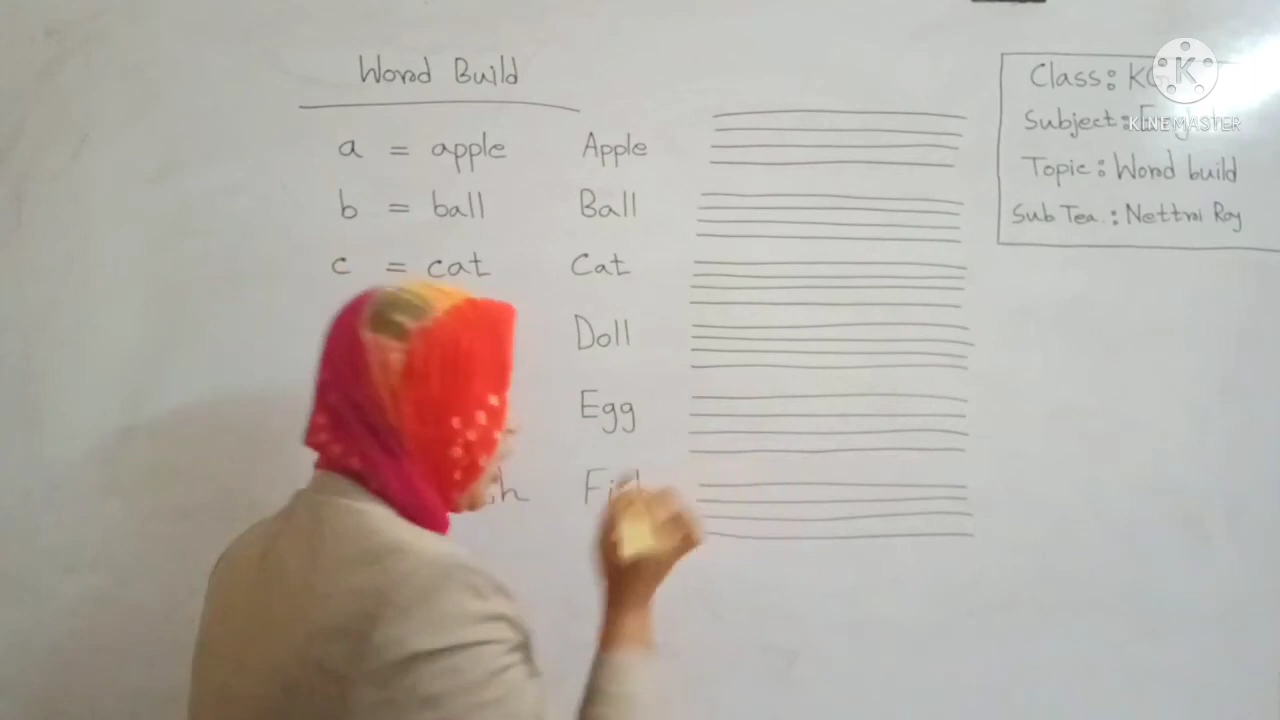 Word Build
a = apple Apple
b = ball Ball
c = cat Cat
Doll
Egg
Class:
Subject:
Topic: Word build
Sub Tea.: Nettroi Roy
K
KINEMASTER